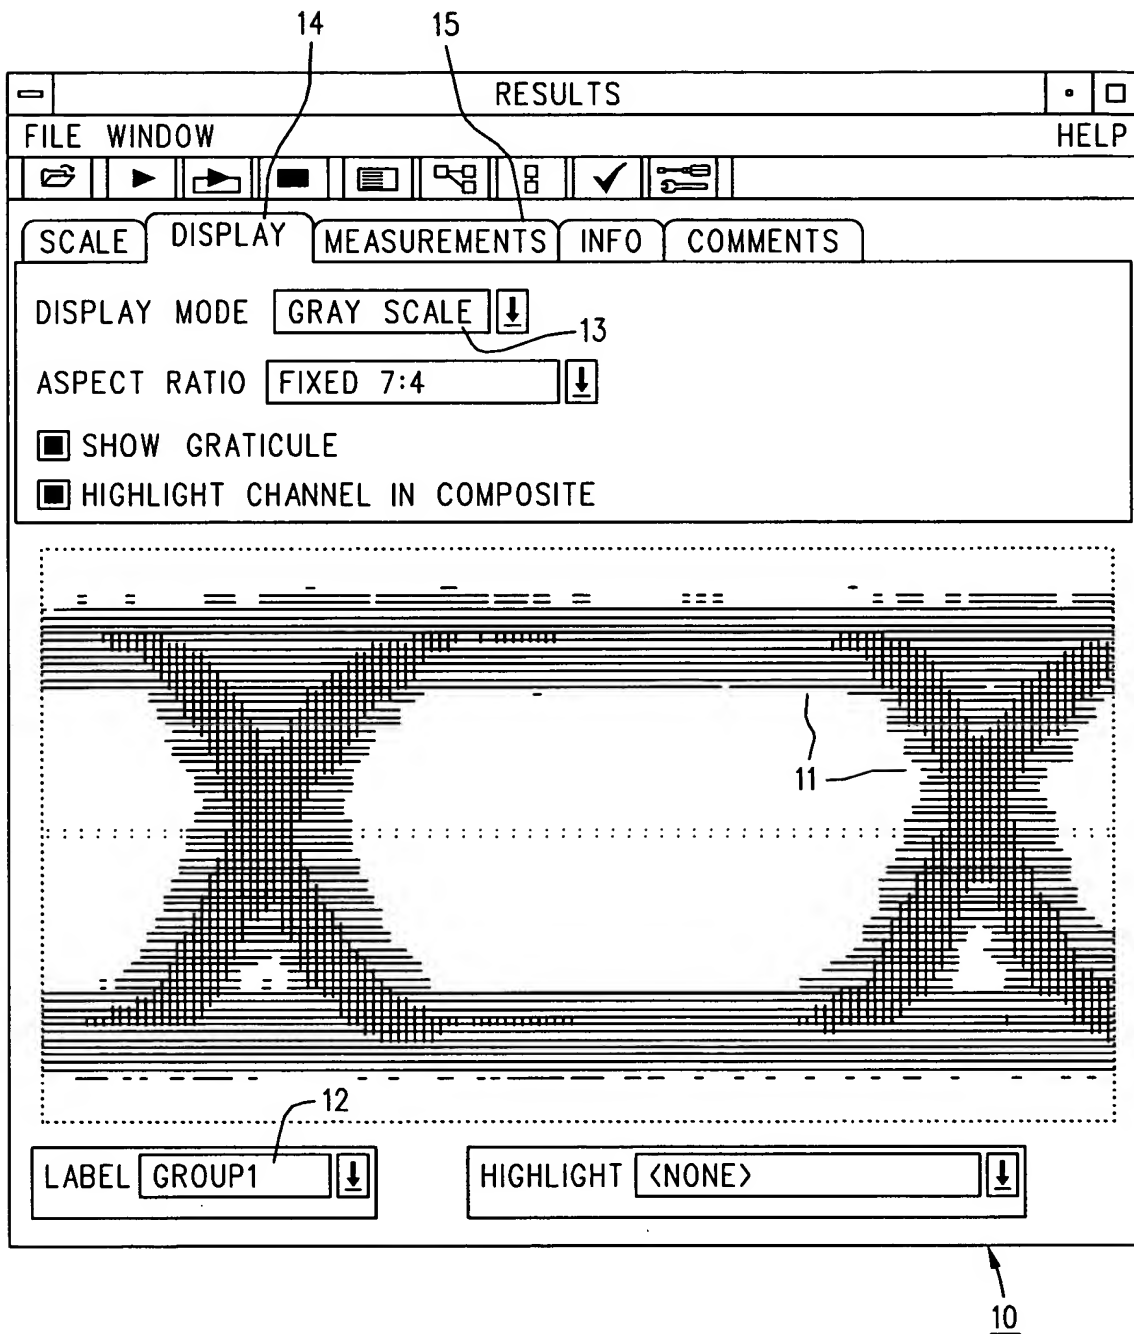 14 15
RESULTS
FILE WINDOW HELP
SCALE DISPLAY MEASUREMENTS INFO COMMENTS
DISPLAY MODE GRAY SCALE
13
ASPECT RATIO FIXED 7:4
SHOW GRATICULE
HIGHLIGHT CHANNEL IN COMPOSITE
11
12
LABEL GROUP1 HIGHLIGHT <NONE>
10